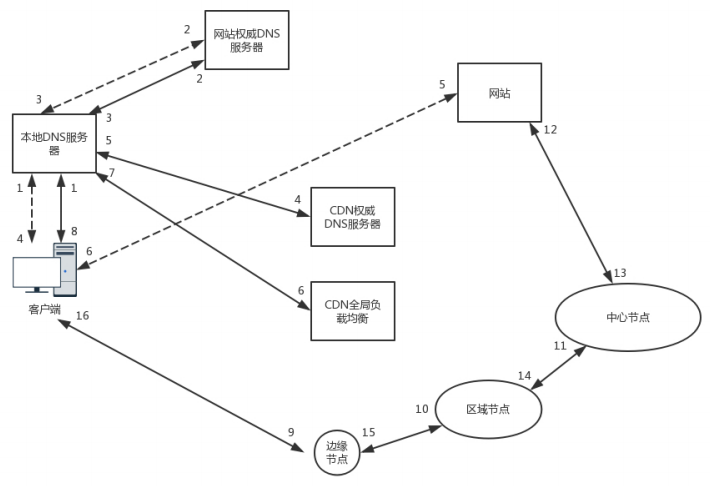 2
网站权威DNS
服务器
2
3
3
本地DNS服务
器
5
7
5
网站
12
1
1
4
8
6
客户端
4
CDN权威
DNS服务器
6
CDN全局负
载均衡
13
中心节点
11
14
16
10
区域节点
9
15
边缘
节点